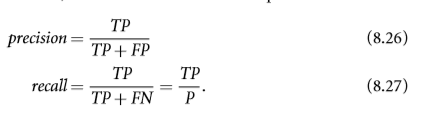 precision = TP / (TP + FP) (8.26)
recall = TP / (TP + FN) = TP / P. (8.27)